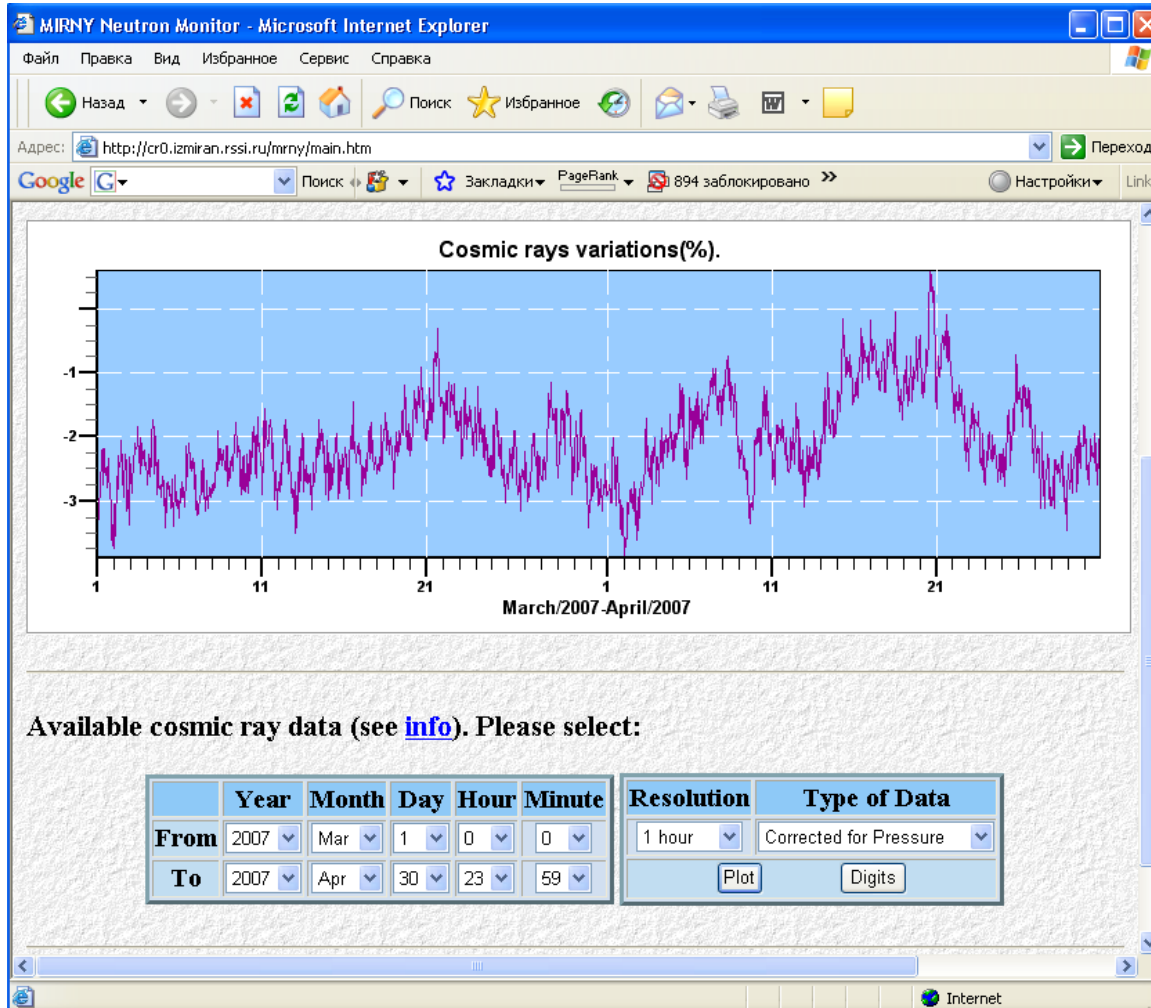 MIRNY Neutron Monitor - Microsoft Internet Explorer
Файл Правка Вид Избранное Сервис Справка
Назад Поиск Избранное
Адрес: http://cr0.izmiran.rssi.ru/mrny/main.htm Переход
Google G Поиск Закладки PageRank 894 заблокировано » Настройки Link
Cosmic rays variations(%).
-1
-2
-3
1 11 21 1 11 21
March/2007-April/2007
Available cosmic ray data (see info). Please select:
Year Month Day Hour Minute Resolution Type of Data
From 2007 Mar 1 0 0 1 hour Corrected for Pressure
To 2007 Apr 30 23 59 Plot Digits
Internet